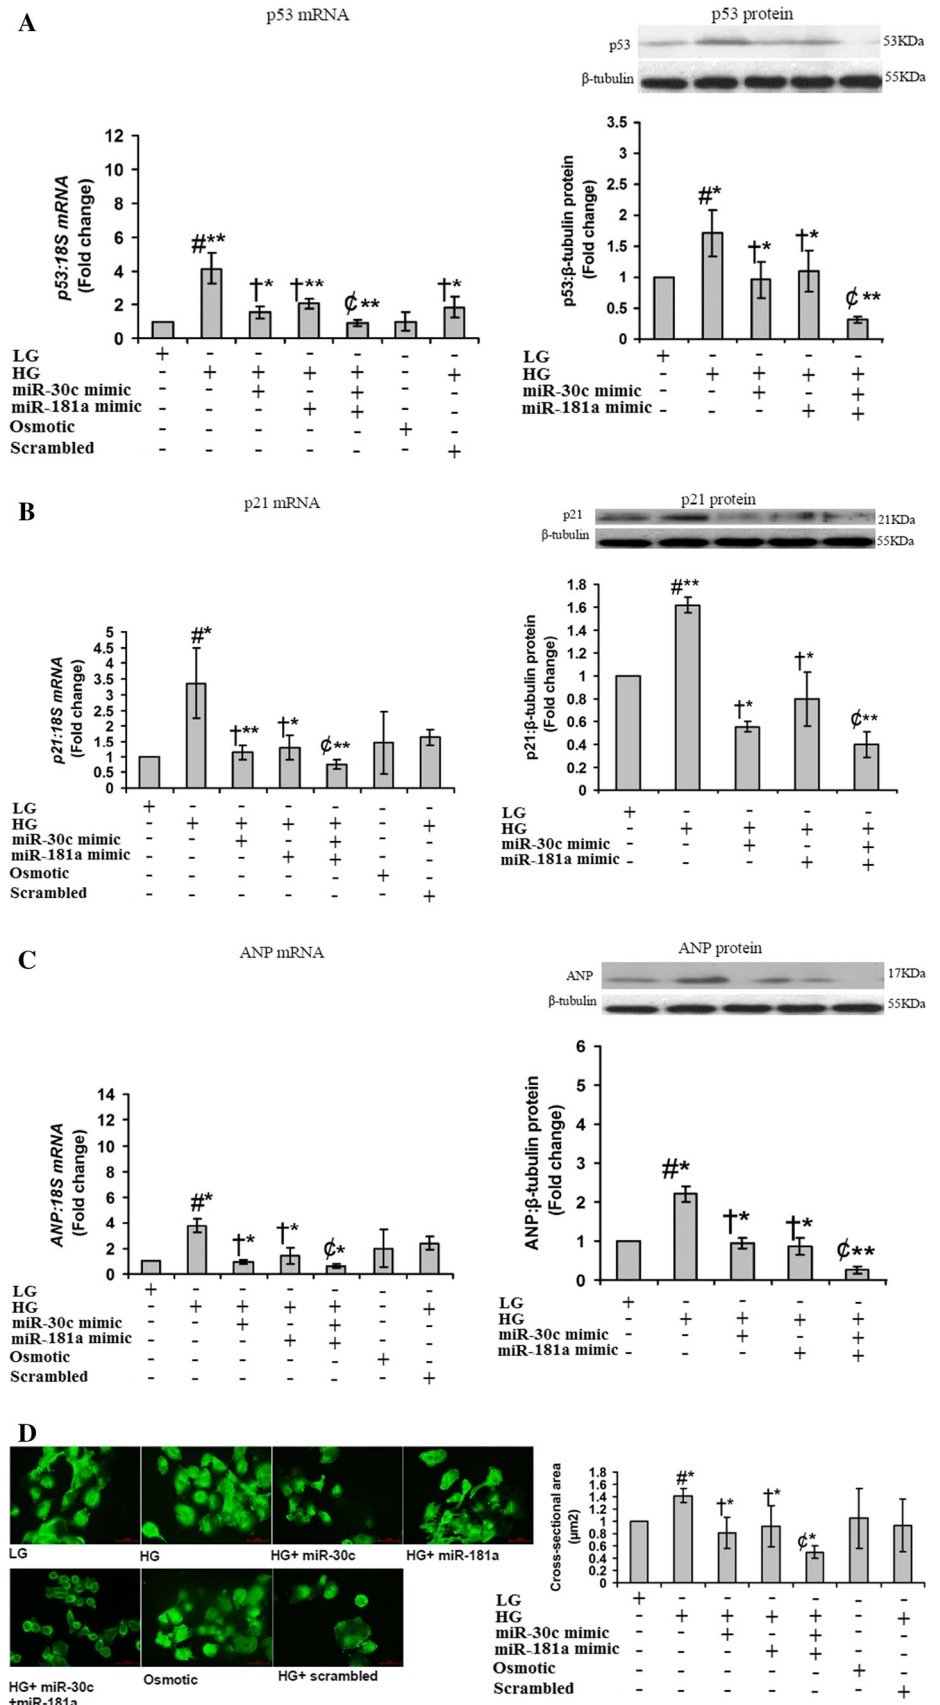 A
p53 mRNA
p53:18S mRNA
(Fold change)
12
10
8
6
4
2
0
#** †* †** ₵** †*
LG + - - - - - -
HG - + + + + - +
miR-30c mimic - - + - + - -
miR-181a mimic - - - + + - -
Osmotic - - - - - + -
Scrambled - - - - - - +
p53 protein
p53 53KDa
β-tubulin 55KDa
p53:β-tubulin protein
(Fold change)
3.5
3
2.5
2
1.5
1
0.5
0
#* †* †* ₵**
LG + - - - -
HG - + + + +
miR-30c mimic - - + - +
miR-181a mimic - - - + +
B
p21 mRNA
p21:18S mRNA
(Fold change)
5
4.5
4
3.5
3
2.5
2
1.5
1
0.5
0
#* †** †* ₵**
LG + - - - - - -
HG - + + + + - +
miR-30c mimic - - + - + - -
miR-181a mimic - - - + + - -
Osmotic - - - - - + -
Scrambled - - - - - - +
p21 protein
p21 21KDa
β-tubulin 55KDa
p21:β-tubulin protein
(Fold change)
1.8
1.6
1.4
1.2
1
0.8
0.6
0.4
0.2
0
#** †* †* ₵**
LG + - - - -
HG - + + + +
miR-30c mimic - - + - +
miR-181a mimic - - - + +
C
ANP mRNA
ANP:18S mRNA
(Fold change)
14
12
10
8
6
4
2
0
#* †* †* ₵*
LG + - - - - - -
HG - + + + + - +
miR-30c mimic - - + - + - -
miR-181a mimic - - - + + - -
Osmotic - - - - - + -
Scrambled - - - - - - +
ANP protein
ANP 17KDa
β-tubulin 55KDa
ANP:β-tubulin protein
(Fold change)
6
5
4
3
2
1
0
#* †* †* ₵**
LG + - - - -
HG - + + + +
miR-30c mimic - - + - +
miR-181a mimic - - - + +
D
LG
HG
HG+ miR-30c
HG+ miR-181a
HG+ miR-30c
+miR-181a
Osmotic
HG+ scrambled
Cross-sectional area
(µm2)
1.8
1.6
1.4
1.2
1
0.8
0.6
0.4
0.2
0
#* †* †* ₵*
LG + - - - - - -
HG - + + + + - +
miR-30c mimic - - + - + - -
miR-181a mimic - - - + + - -
Osmotic - - - - - + -
Scrambled - - - - - - +